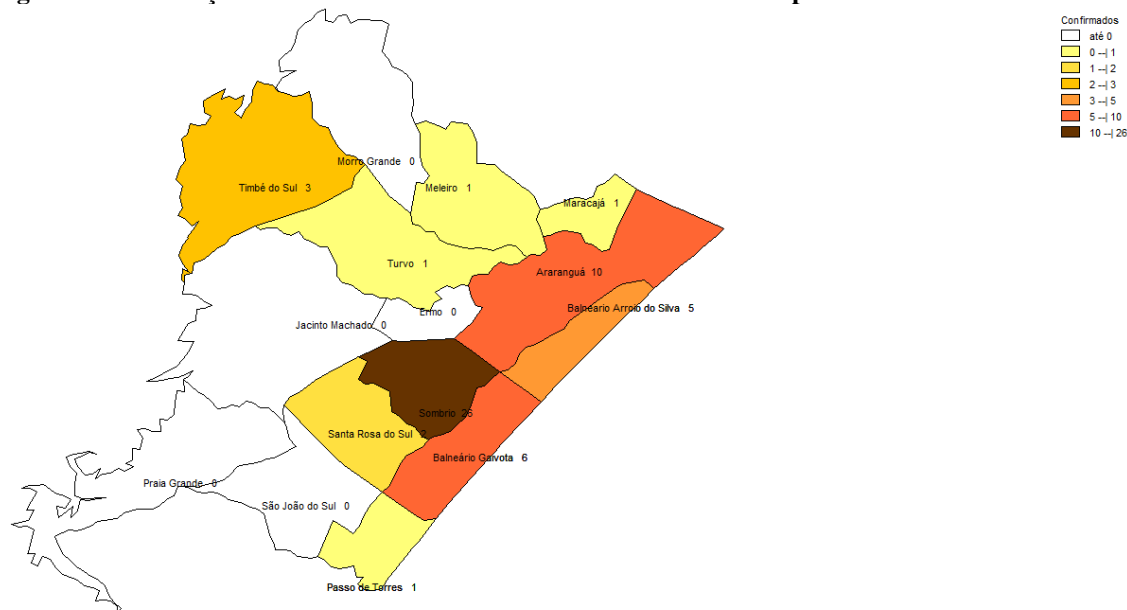 Confirmados
até 0
0 --| 1
1 --| 2
2 --| 3
3 --| 5
5 --| 10
10 --| 26
Morro Grande 0
Timbé do Sul 3
Meleiro 1
Maracajá 1
Turvo 1
Araranguá 10
Balneário Arroio do Silva 5
Ermo 0
Jacinto Machado 0
Sombrio 26
Santa Rosa do Sul 2
Balneário Gaivota 6
Praia Grande 0
São João do Sul 0
Passo de Torres 1